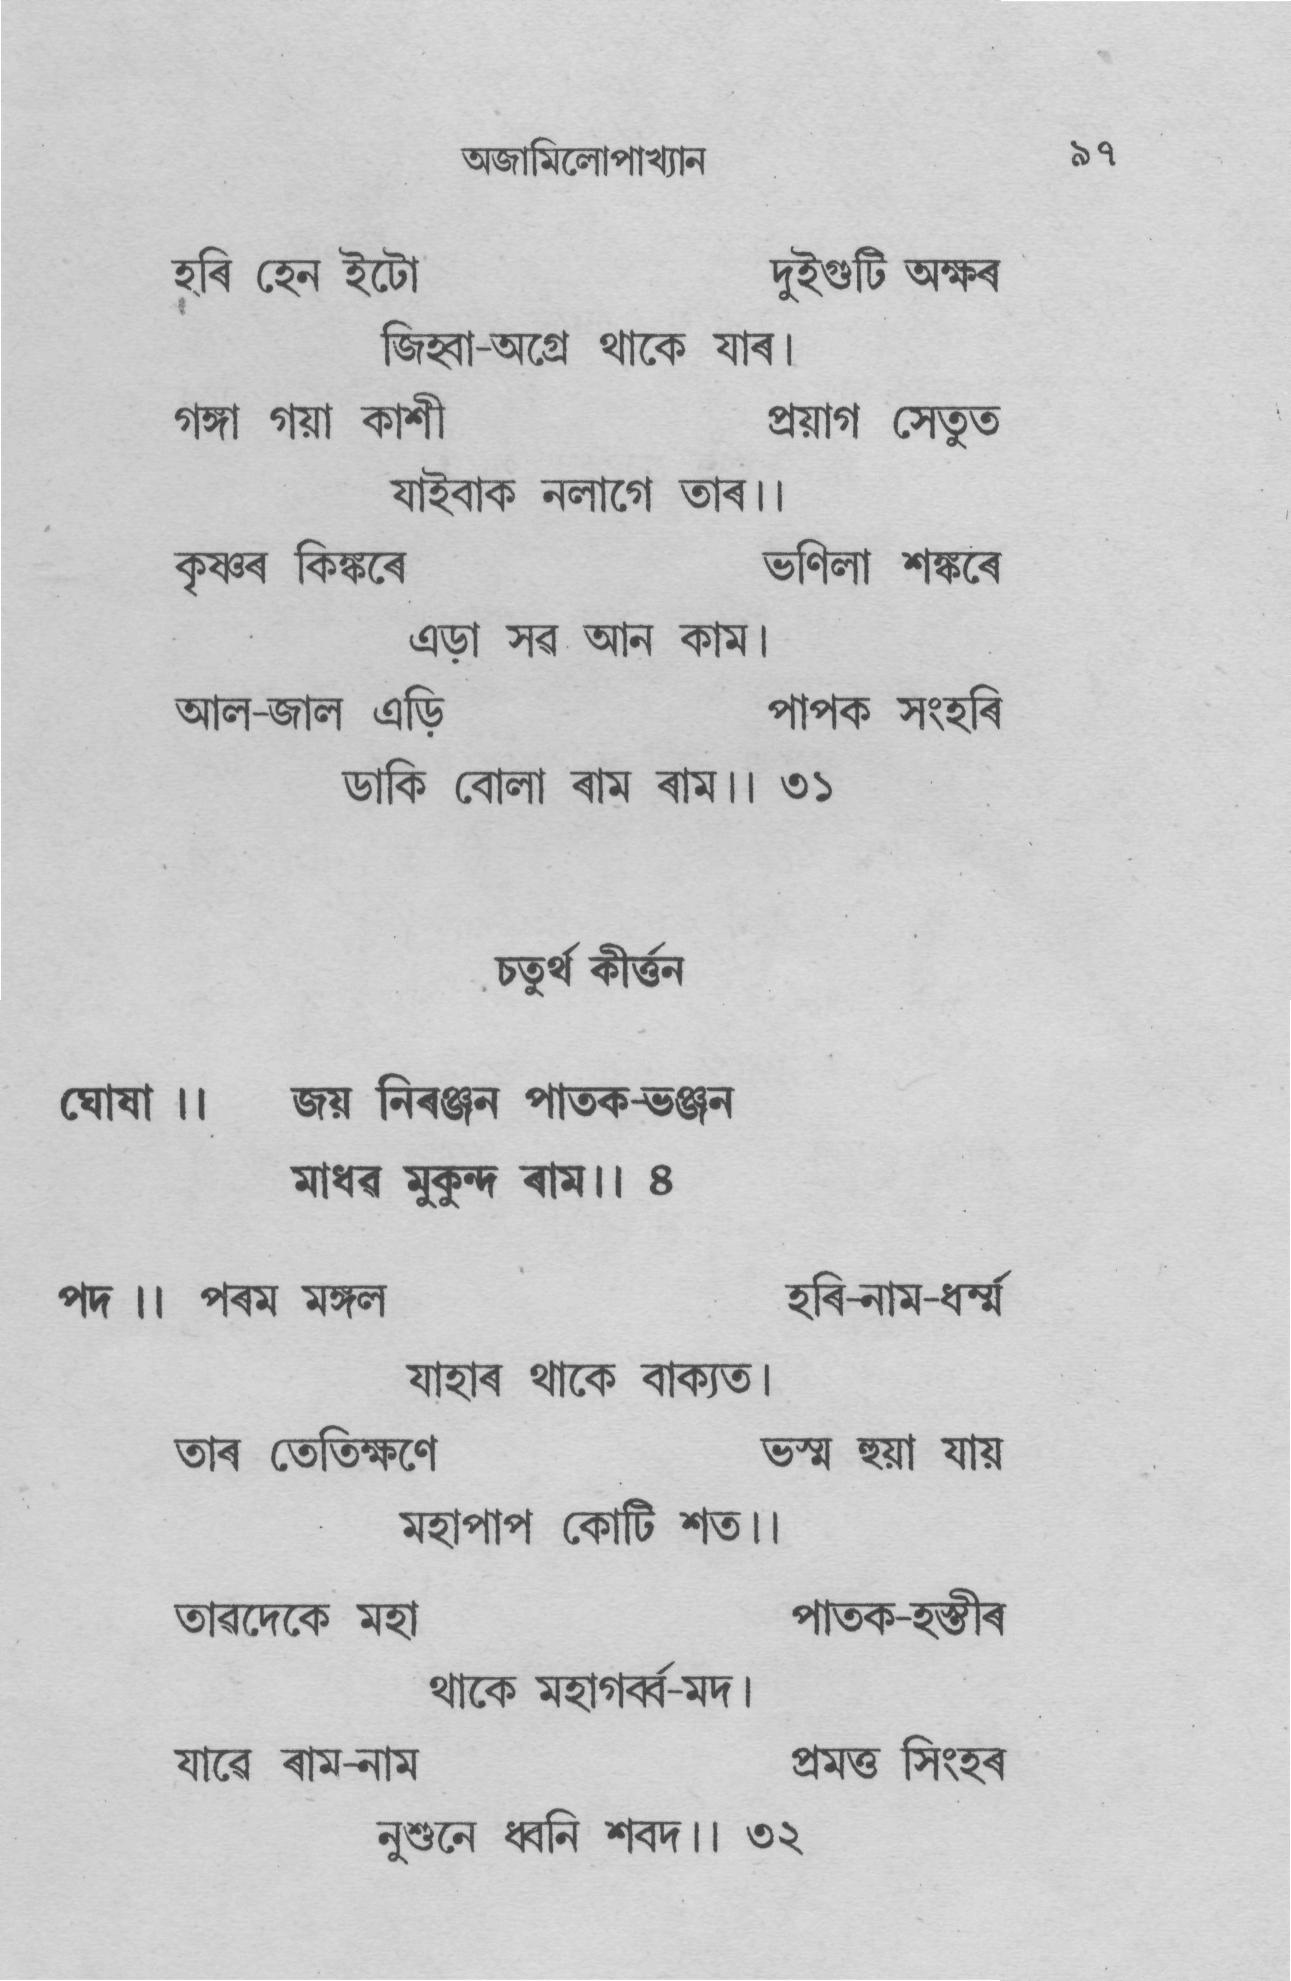 অজামিলোপাখ্যান ৯৭
হৰি হেন ইটো দুইগুটি অক্ষৰ
জিহ্বা-অগ্ৰে থাকে যাৰ।
গঙ্গা গয়া কাশী প্ৰয়াগ সেতুত
যাইবাক নলাগে তাৰ।।
কৃষ্ণৰ কিঙ্কৰে ভণিলা শঙ্কৰে
এড়া সৱ আন কাম।
আল-জাল এড়ি পাপক সংহৰি
ডাকি বোলা ৰাম ৰাম।। ৩১
চতুৰ্থ কীৰ্ত্তন
ঘোষা ।। জয় নিৰঞ্জন পাতক-ভঞ্জন
মাধৱ মুকুন্দ ৰাম।। ৪
পদ ।। পৰম মঙ্গল হৰি-নাম-ধৰ্ম্ম
যাহাৰ থাকে বাক্যত।
তাৰ তেতিক্ষণে ভস্ম হুয়া যায়
মহাপাপ কোটি শত।।
তাৱদেকে মহা পাতক-হস্তীৰ
থাকে মহাগৰ্ব্ব-মদ।
যাৱে ৰাম-নাম প্ৰমত্ত সিংহৰ
নুশুনে ধ্বনি শবদ।। ৩২